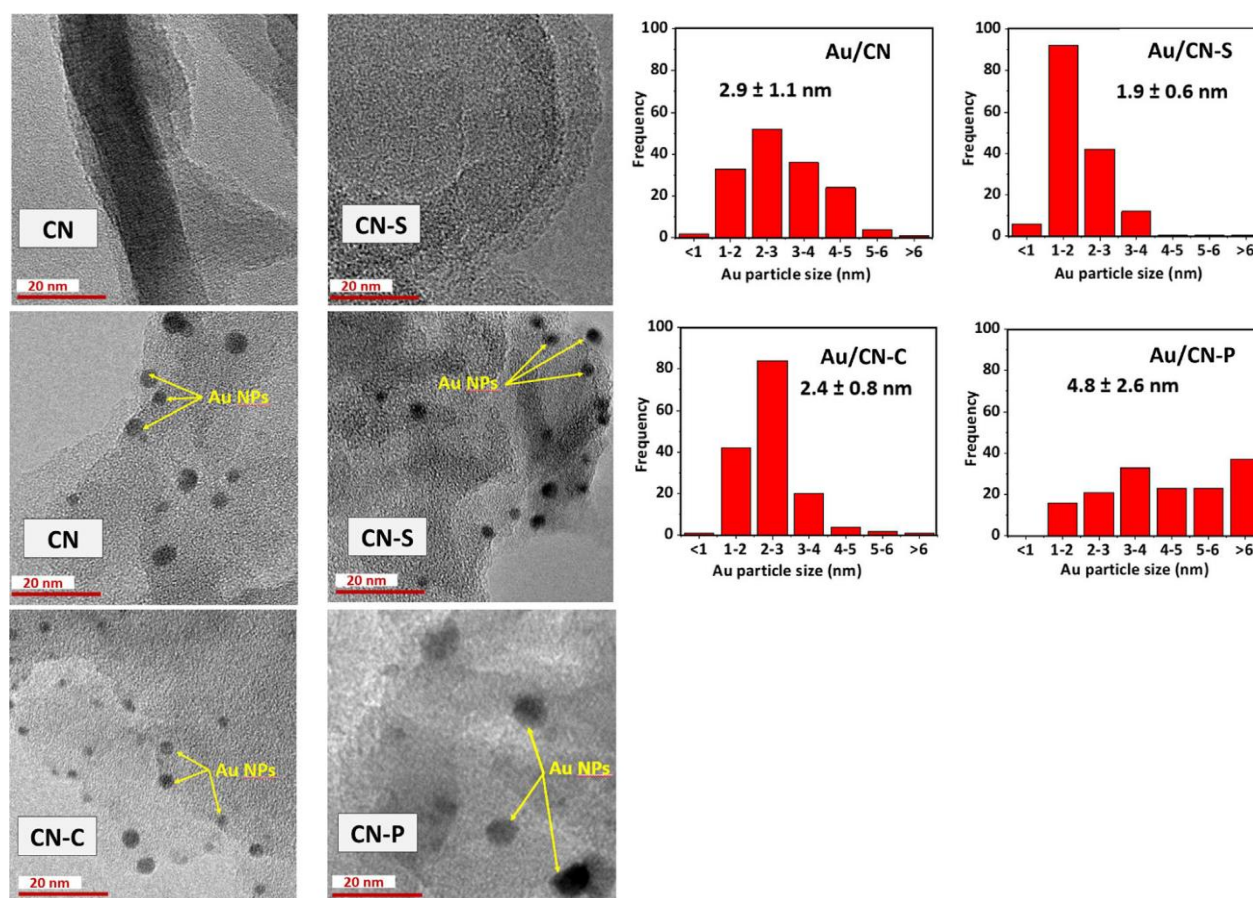 CN
20 nm
CN-S
20 nm
Au NPs
CN
20 nm
Au NPs
CN-S
20 nm
Au NPs
CN-C
20 nm
Au NPs
CN-P
20 nm
Au/CN
2.9 ± 1.1 nm
Frequency
100
80
60
40
20
0
<1 1-2 2-3 3-4 4-5 5-6 >6
Au particle size (nm)
Au/CN-S
1.9 ± 0.6 nm
Frequency
100
80
60
40
20
0
<1 1-2 2-3 3-4 4-5 5-6 >6
Au particle size (nm)
Au/CN-C
2.4 ± 0.8 nm
Frequency
100
80
60
40
20
0
<1 1-2 2-3 3-4 4-5 5-6 >6
Au particle size (nm)
Au/CN-P
4.8 ± 2.6 nm
Frequency
100
80
60
40
20
0
<1 1-2 2-3 3-4 4-5 5-6 >6
Au particle size (nm)